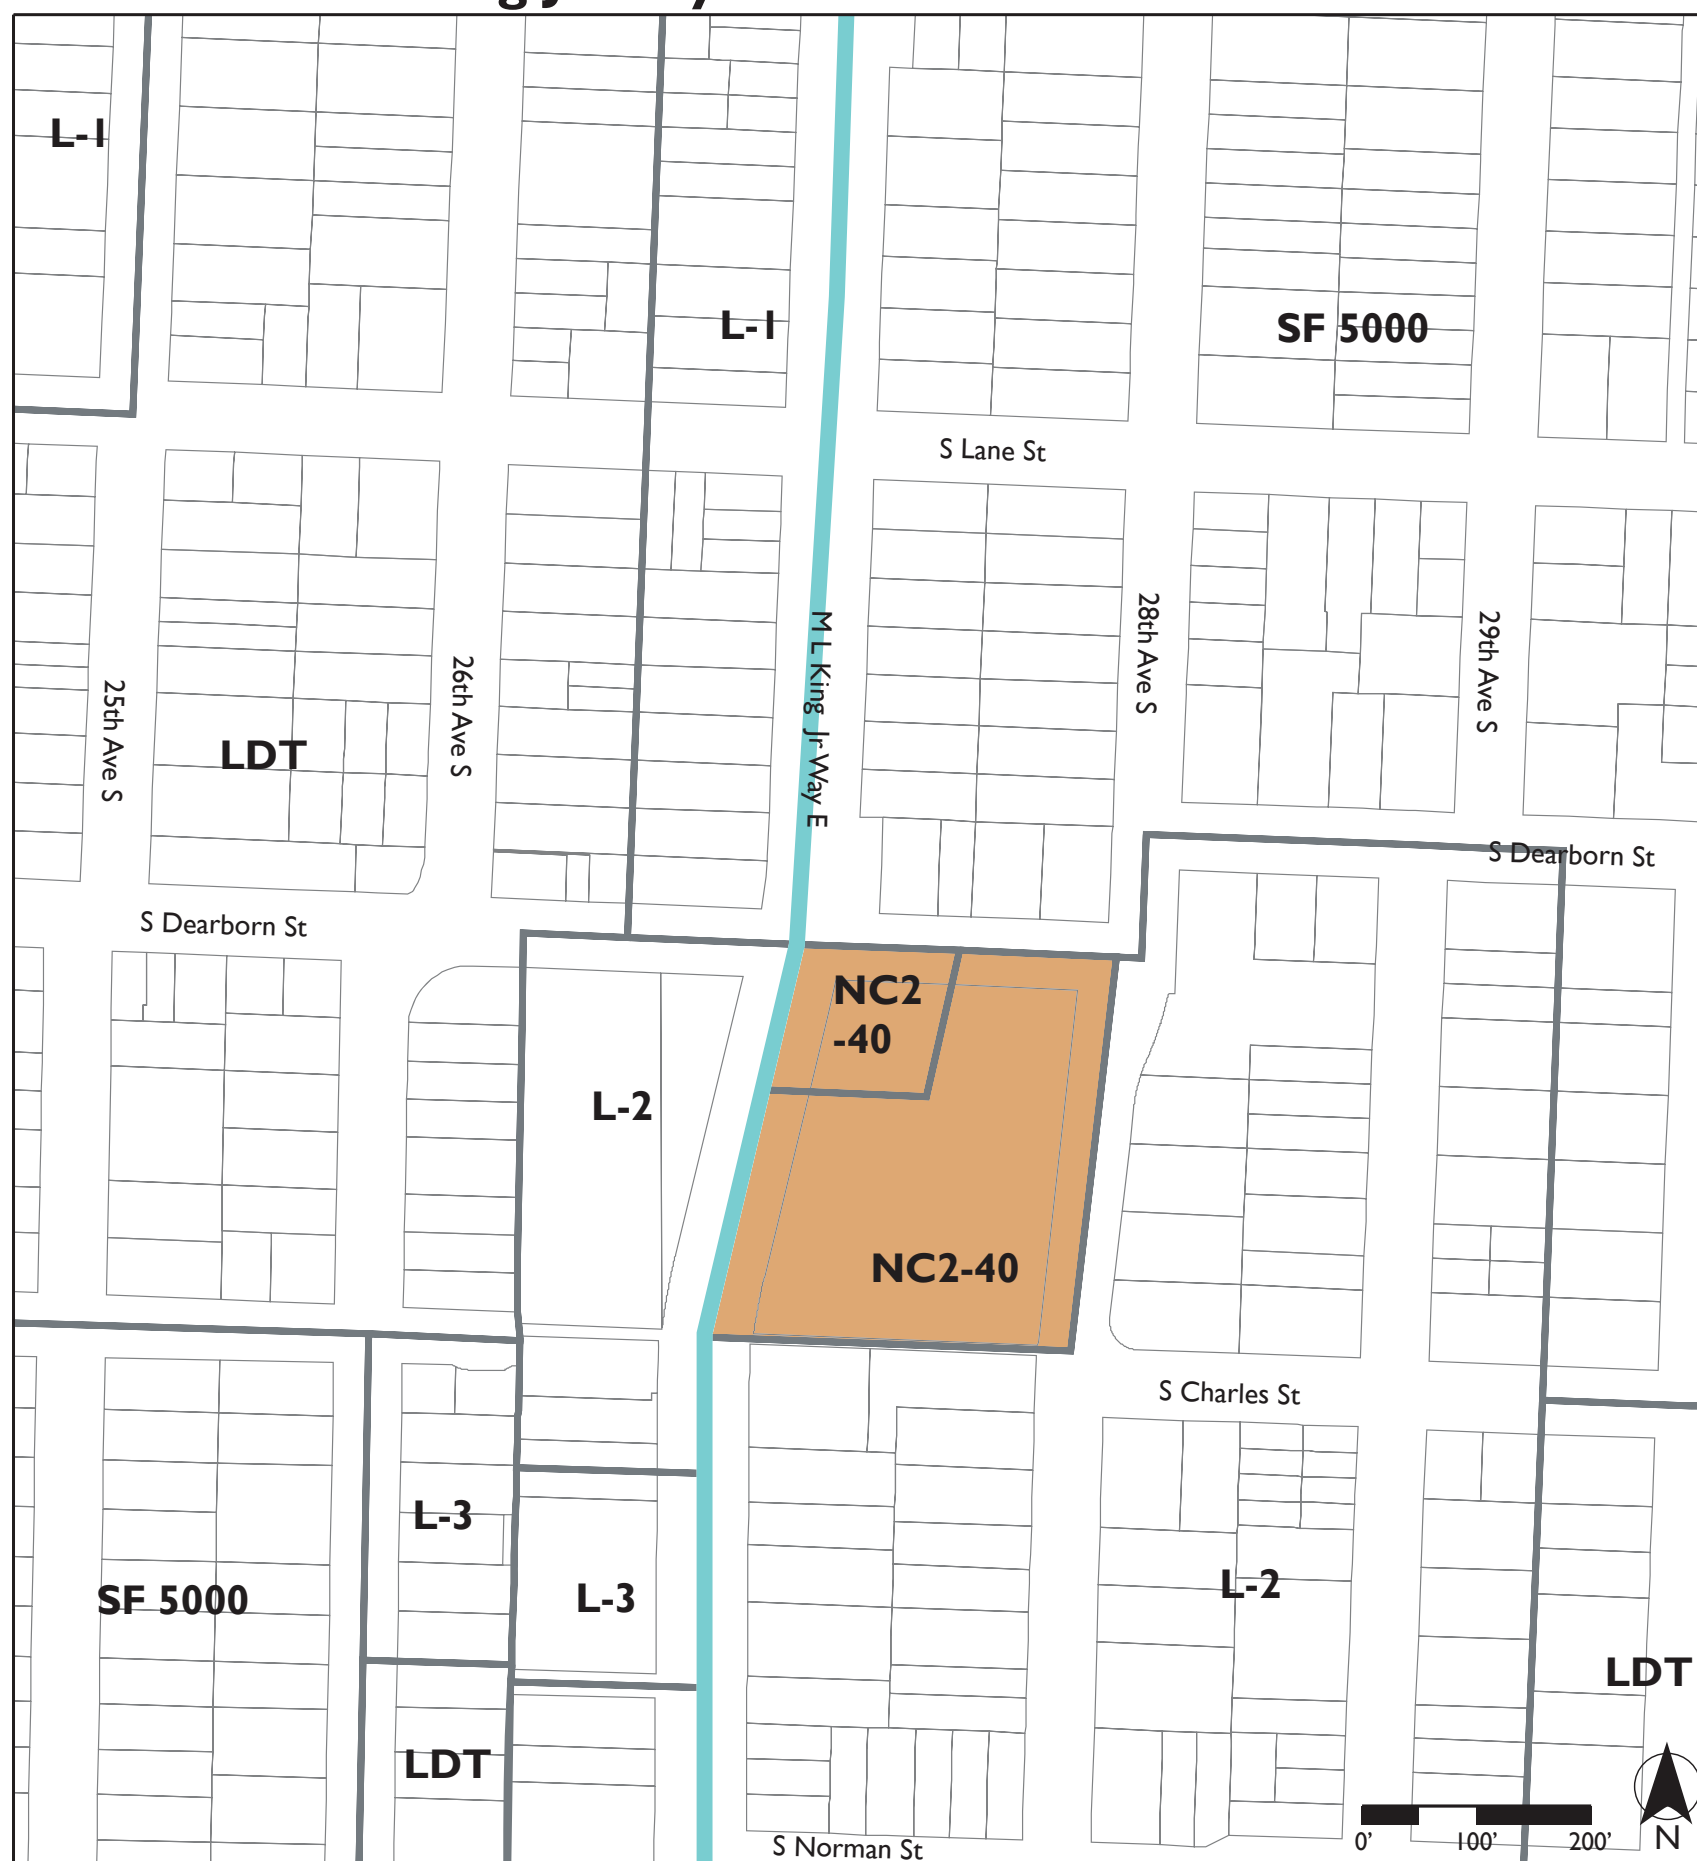 L-1
L-1
SF 5000
S Lane St
M L King Jr Way E
28th Ave S
29th Ave S
26th Ave S
25th Ave S
LDT
S Dearborn St
S Dearborn St
NC2
-40
L-2
NC2-40
S Charles St
L-3
L-3
SF 5000
L-2
LDT
LDT
S Norman St
0'
100'
200'
N